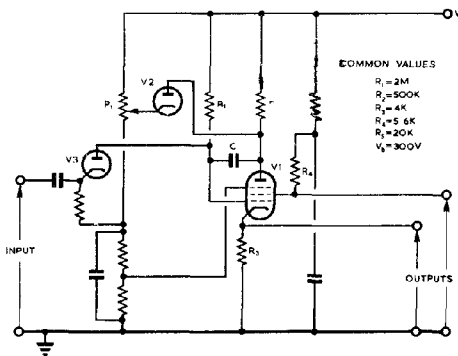 V
COMMON VALUES
R₁=2M
R₂=500K
R₃=4K
R₄=5·6K
R₅=20K
Vb=300V
V2
P₁
R₁
V3
C
V1
R₄
R₃
INPUT
OUTPUTS